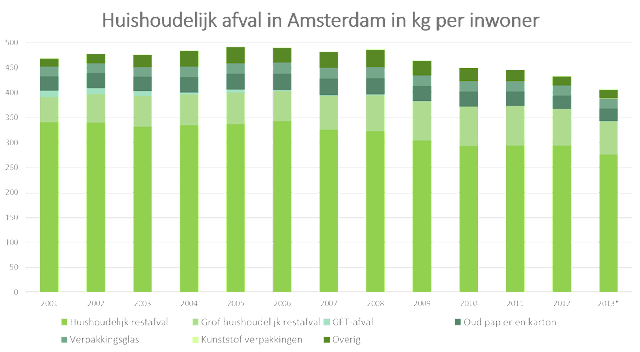 Huishoudelijk afval in Amsterdam in kg per inwoner
500
450
400
350
300
250
200
150
100
50
0
2001 2002 2003 2004 2005 2006 2007 2008 2009 2010 2011 2012 2013*
Huishoudelijk restafval Grof huishoudelijk restafval GFT-afval Oud papier en karton
Verpakkingsglas Kunststof verpakkingen Overig